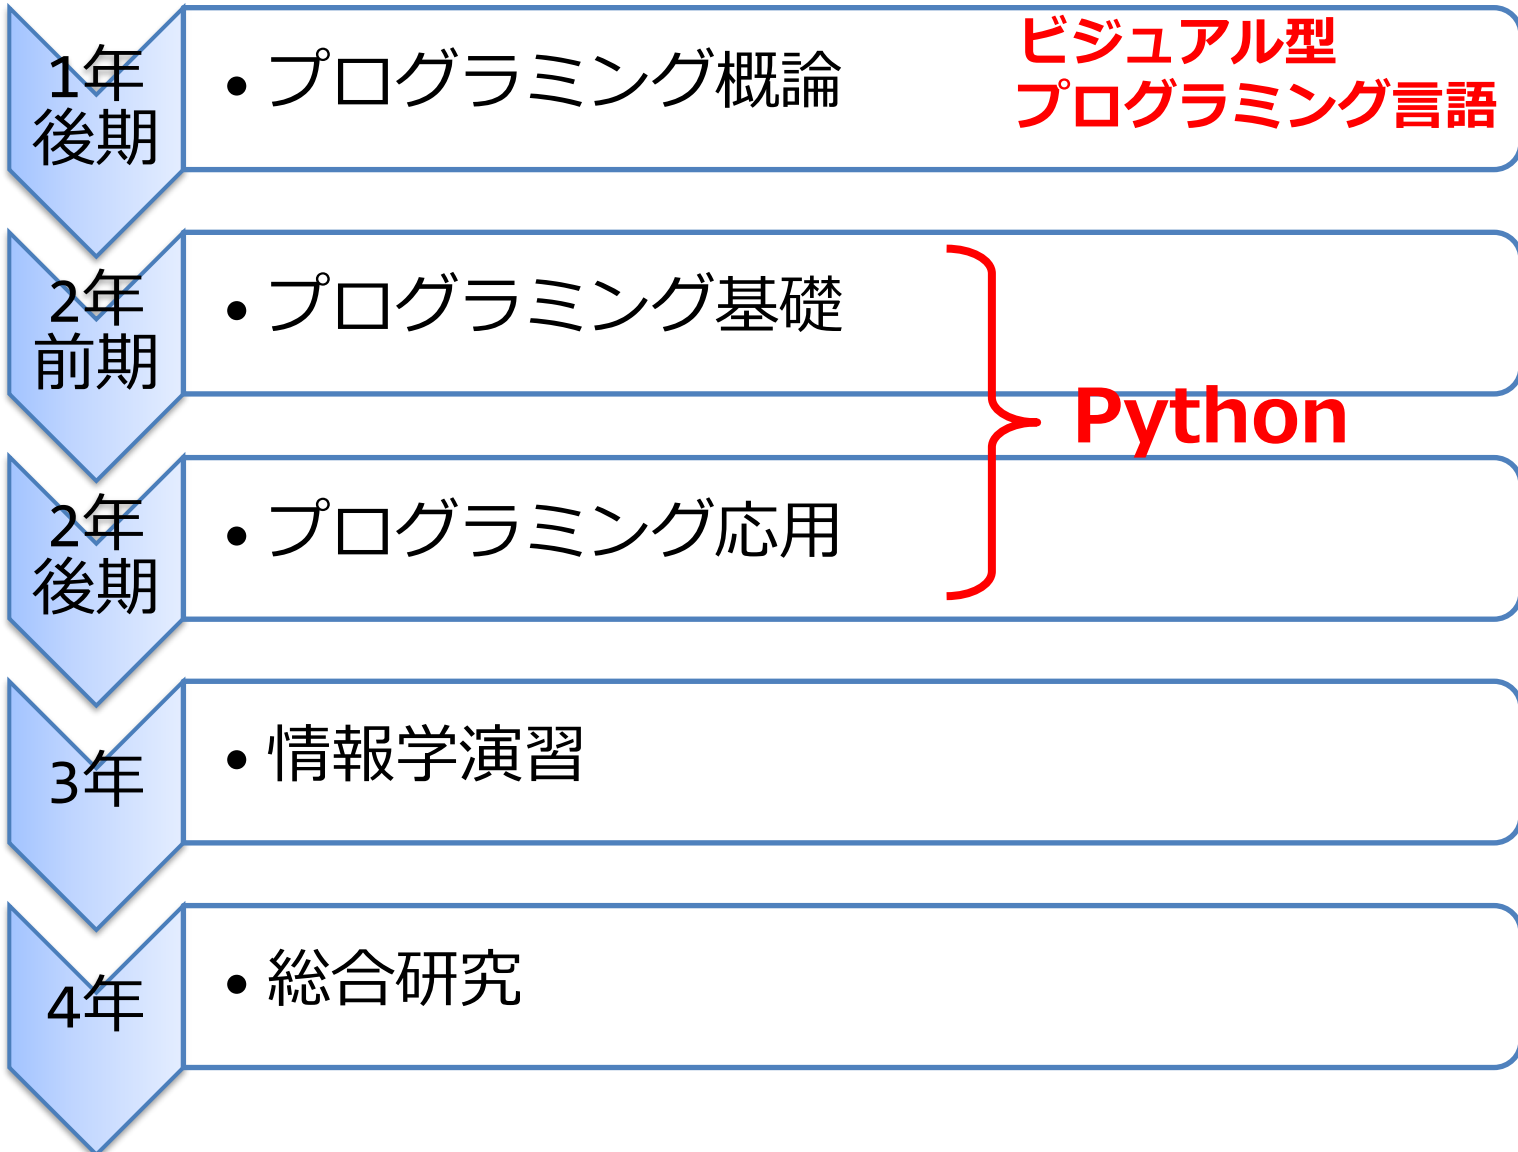 1年
後期
• プログラミング概論
ビジュアル型
プログラミング言語
2年
前期
• プログラミング基礎
Python
2年
後期
• プログラミング応用
3年
• 情報学演習
4年
• 総合研究